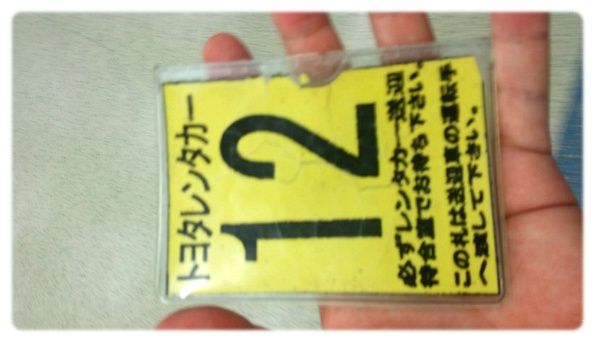 トヨタレンタカー
12
必ずレンタカー送迎
待合室でお待ち下さい。
この札は送迎車の運転手
へ渡して下さい。